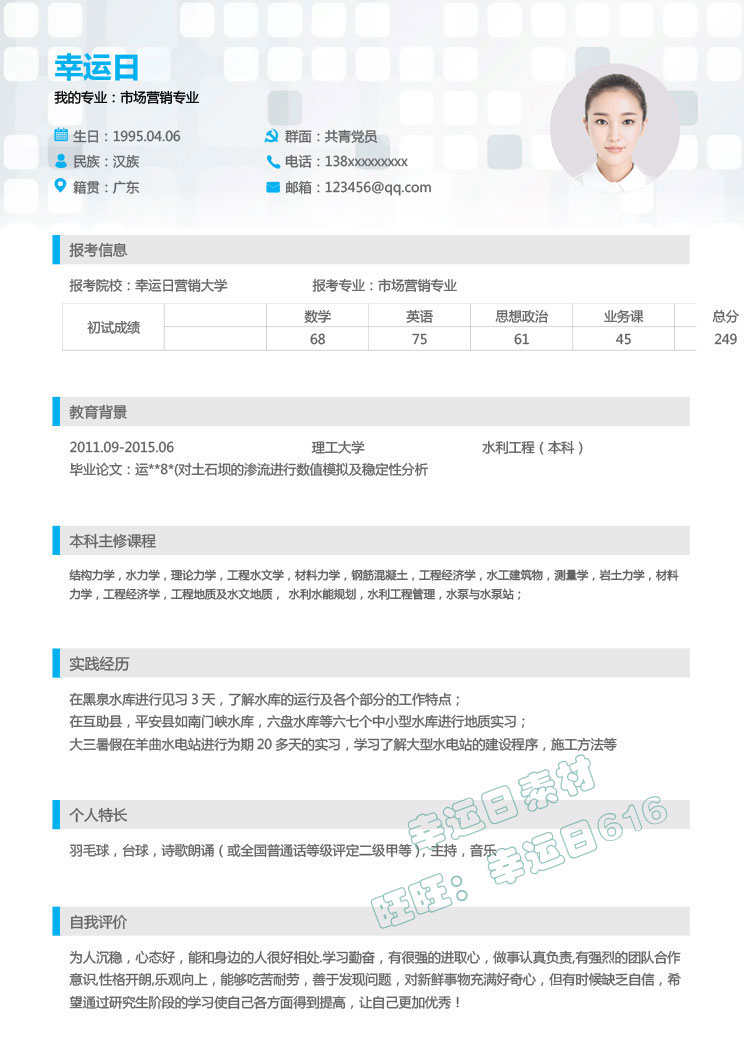 幸运日
我的专业：市场营销专业
生日：1995.04.06 群面：共青党员
民族：汉族 电话：138xxxxxxxxx
籍贯：广东 邮箱：123456@qq.com
报考信息
报考院校：幸运日营销大学 报考专业：市场营销专业
初试成绩 数学 英语 思想政治 业务课 总分
68 75 61 45 249
教育背景
2011.09-2015.06 理工大学 水利工程（本科）
毕业论文：运**8*(对土石坝的渗流进行数值模拟及稳定性分析
本科主修课程
结构力学，水力学，理论力学，工程水文学，材料力学，钢筋混凝土，工程经济学，水工建筑物，测量学，岩土力学，材料
力学，工程经济学，工程地质及水文地质， 水利水能规划，水利工程管理，水泵与水泵站；
实践经历
在黑泉水库进行见习 3 天，了解水库的运行及各个部分的工作特点；
在互助县，平安县如南门峡水库，六盘水库等六七个中小型水库进行地质实习；
大三暑假在羊曲水电站进行为期 20 多天的实习，学习了解大型水电站的建设程序，施工方法等
幸运日素材
个人特长
羽毛球，台球，诗歌朗诵（或全国普通话等级评定二级甲等），主持，音乐
旺旺：幸运日616
自我评价
为人沉稳，心态好，能和身边的人很好相处.学习勤奋，有很强的进取心，做事认真负责,有强烈的团队合作
意识,性格开朗,乐观向上，能够吃苦耐劳，善于发现问题，对新鲜事物充满好奇心，但有时候缺乏自信，希
望通过研究生阶段的学习使自己各方面得到提高，让自己更加优秀！